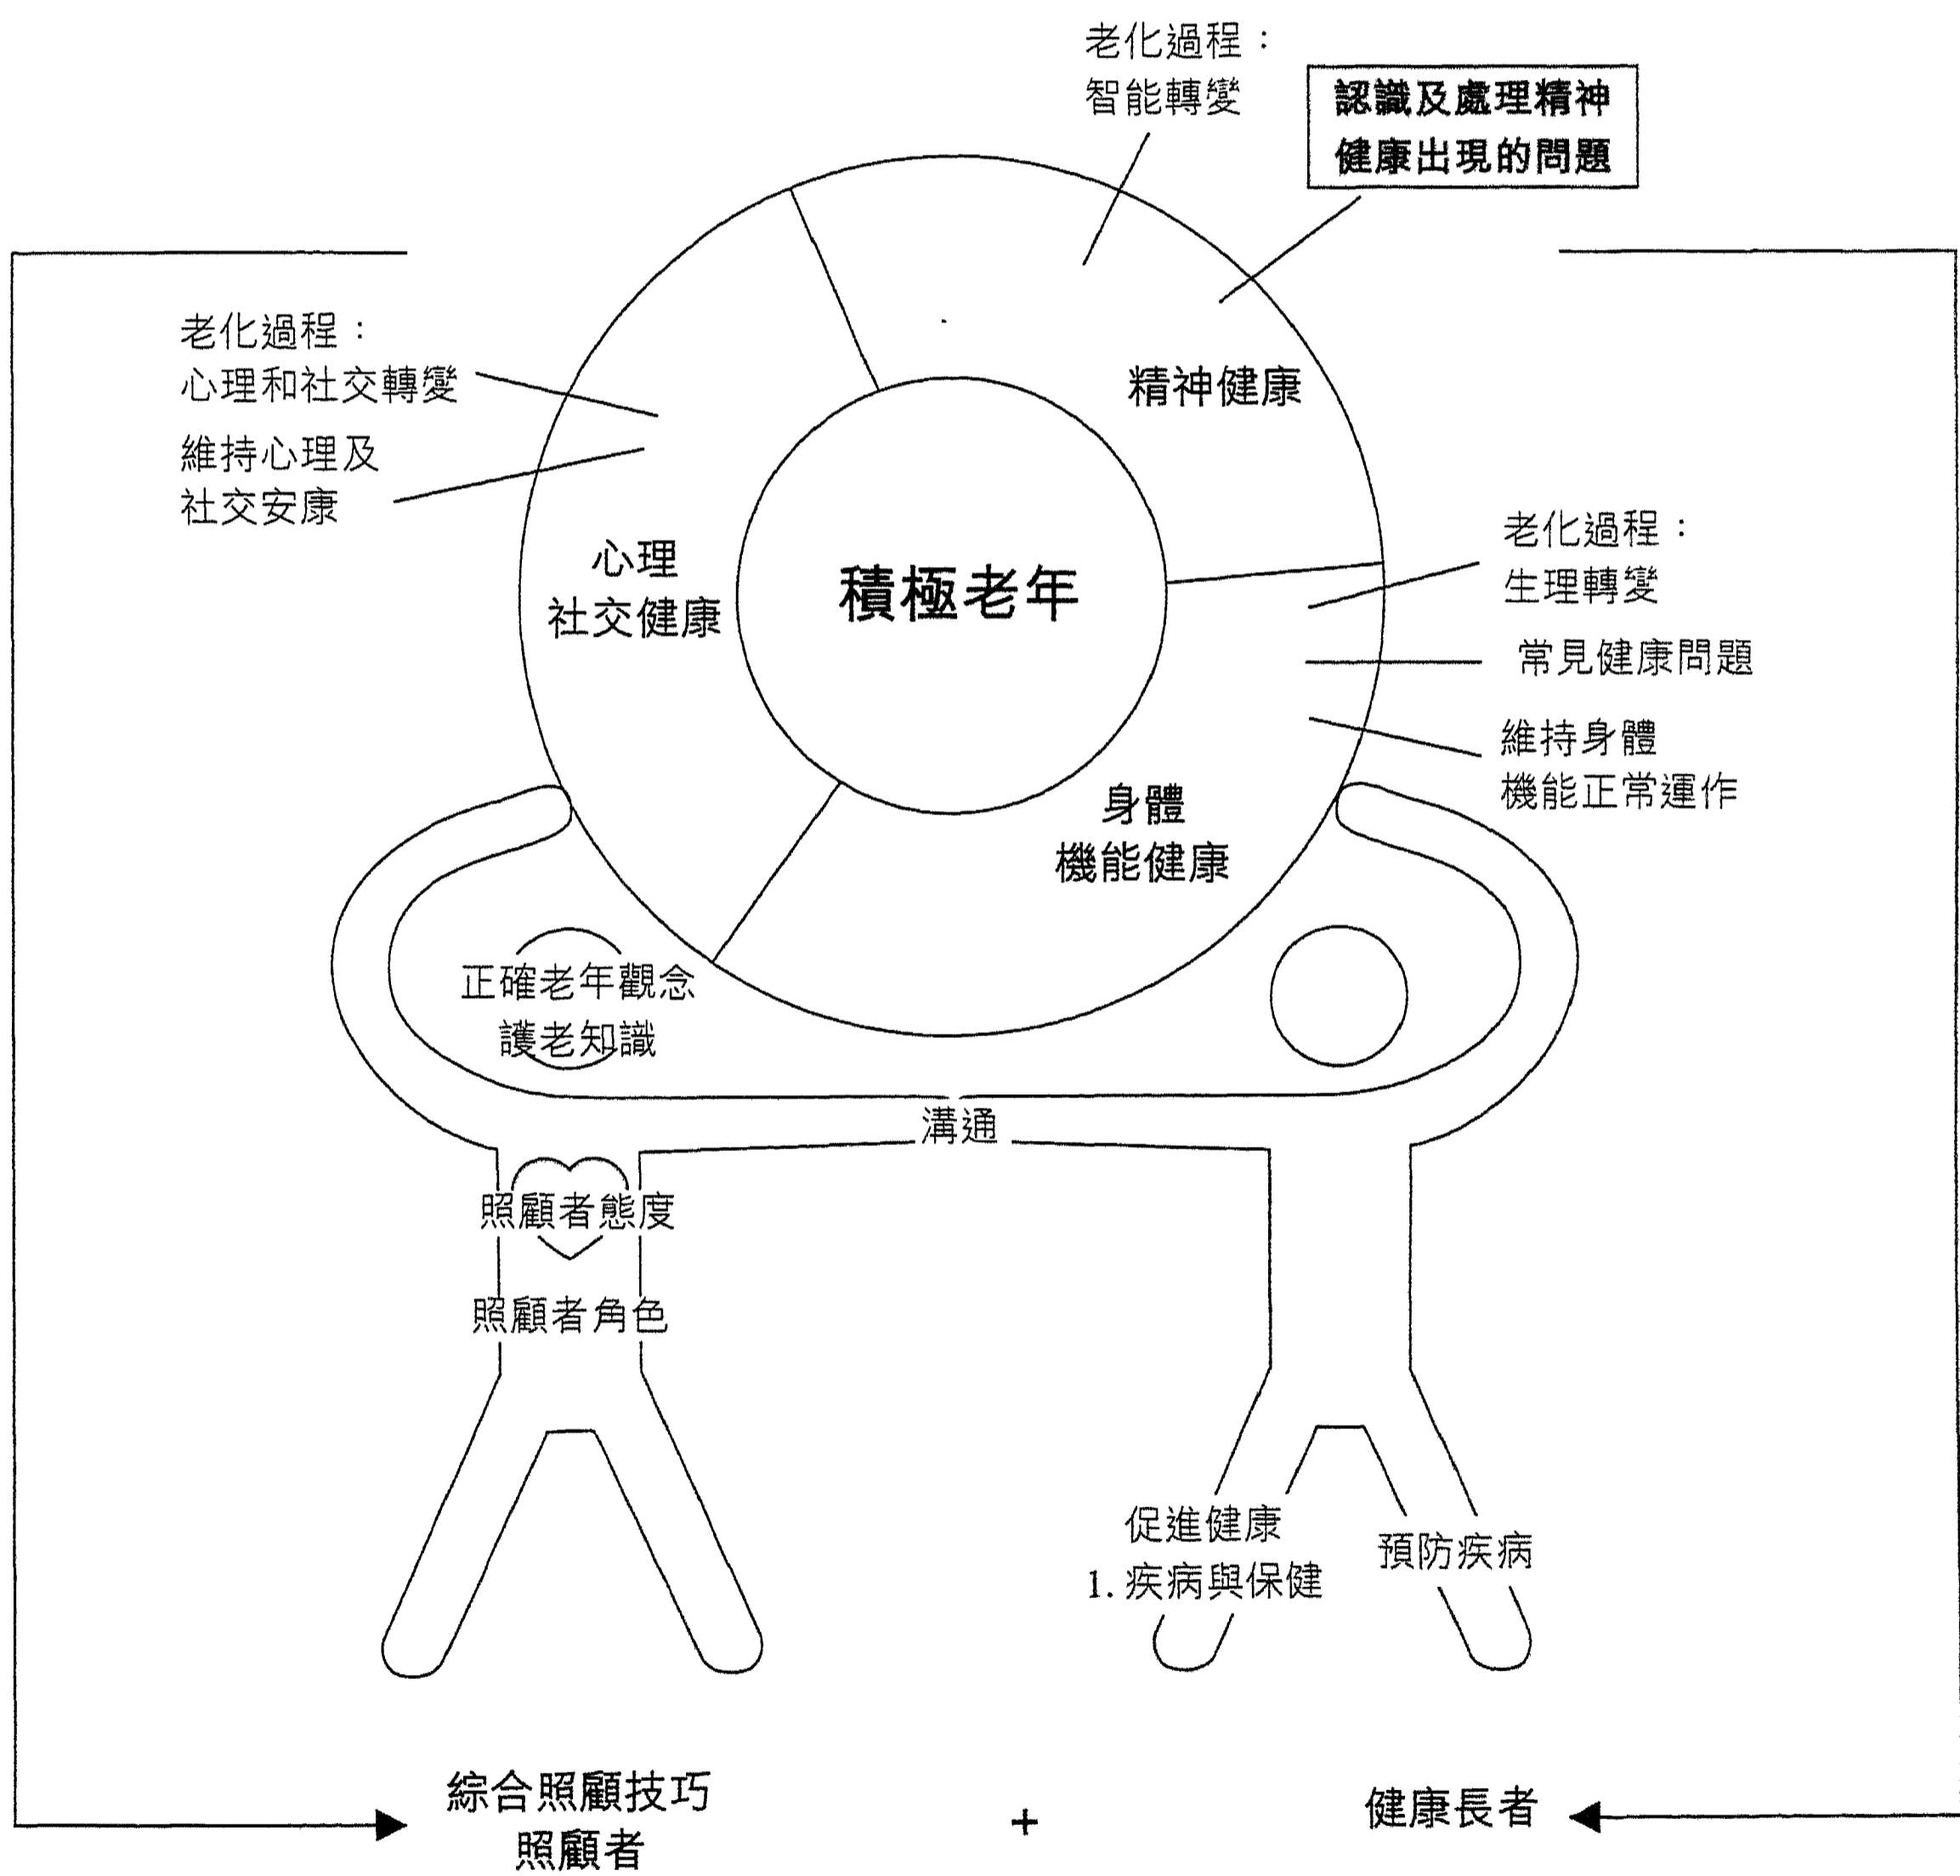 老化過程：
智能轉變
認識及處理精神
健康出現的問題
老化過程：
心理和社交轉變
維持心理及
社交安康
精神健康
心理
社交健康
積極老年
老化過程：
生理轉變
常見健康問題
維持身體
機能正常運作
身體
機能健康
正確老年觀念
護老知識
溝通
照顧者態度
照顧者角色
促進健康
1. 疾病與保健
預防疾病
綜合照顧技巧
照顧者
+
健康長者